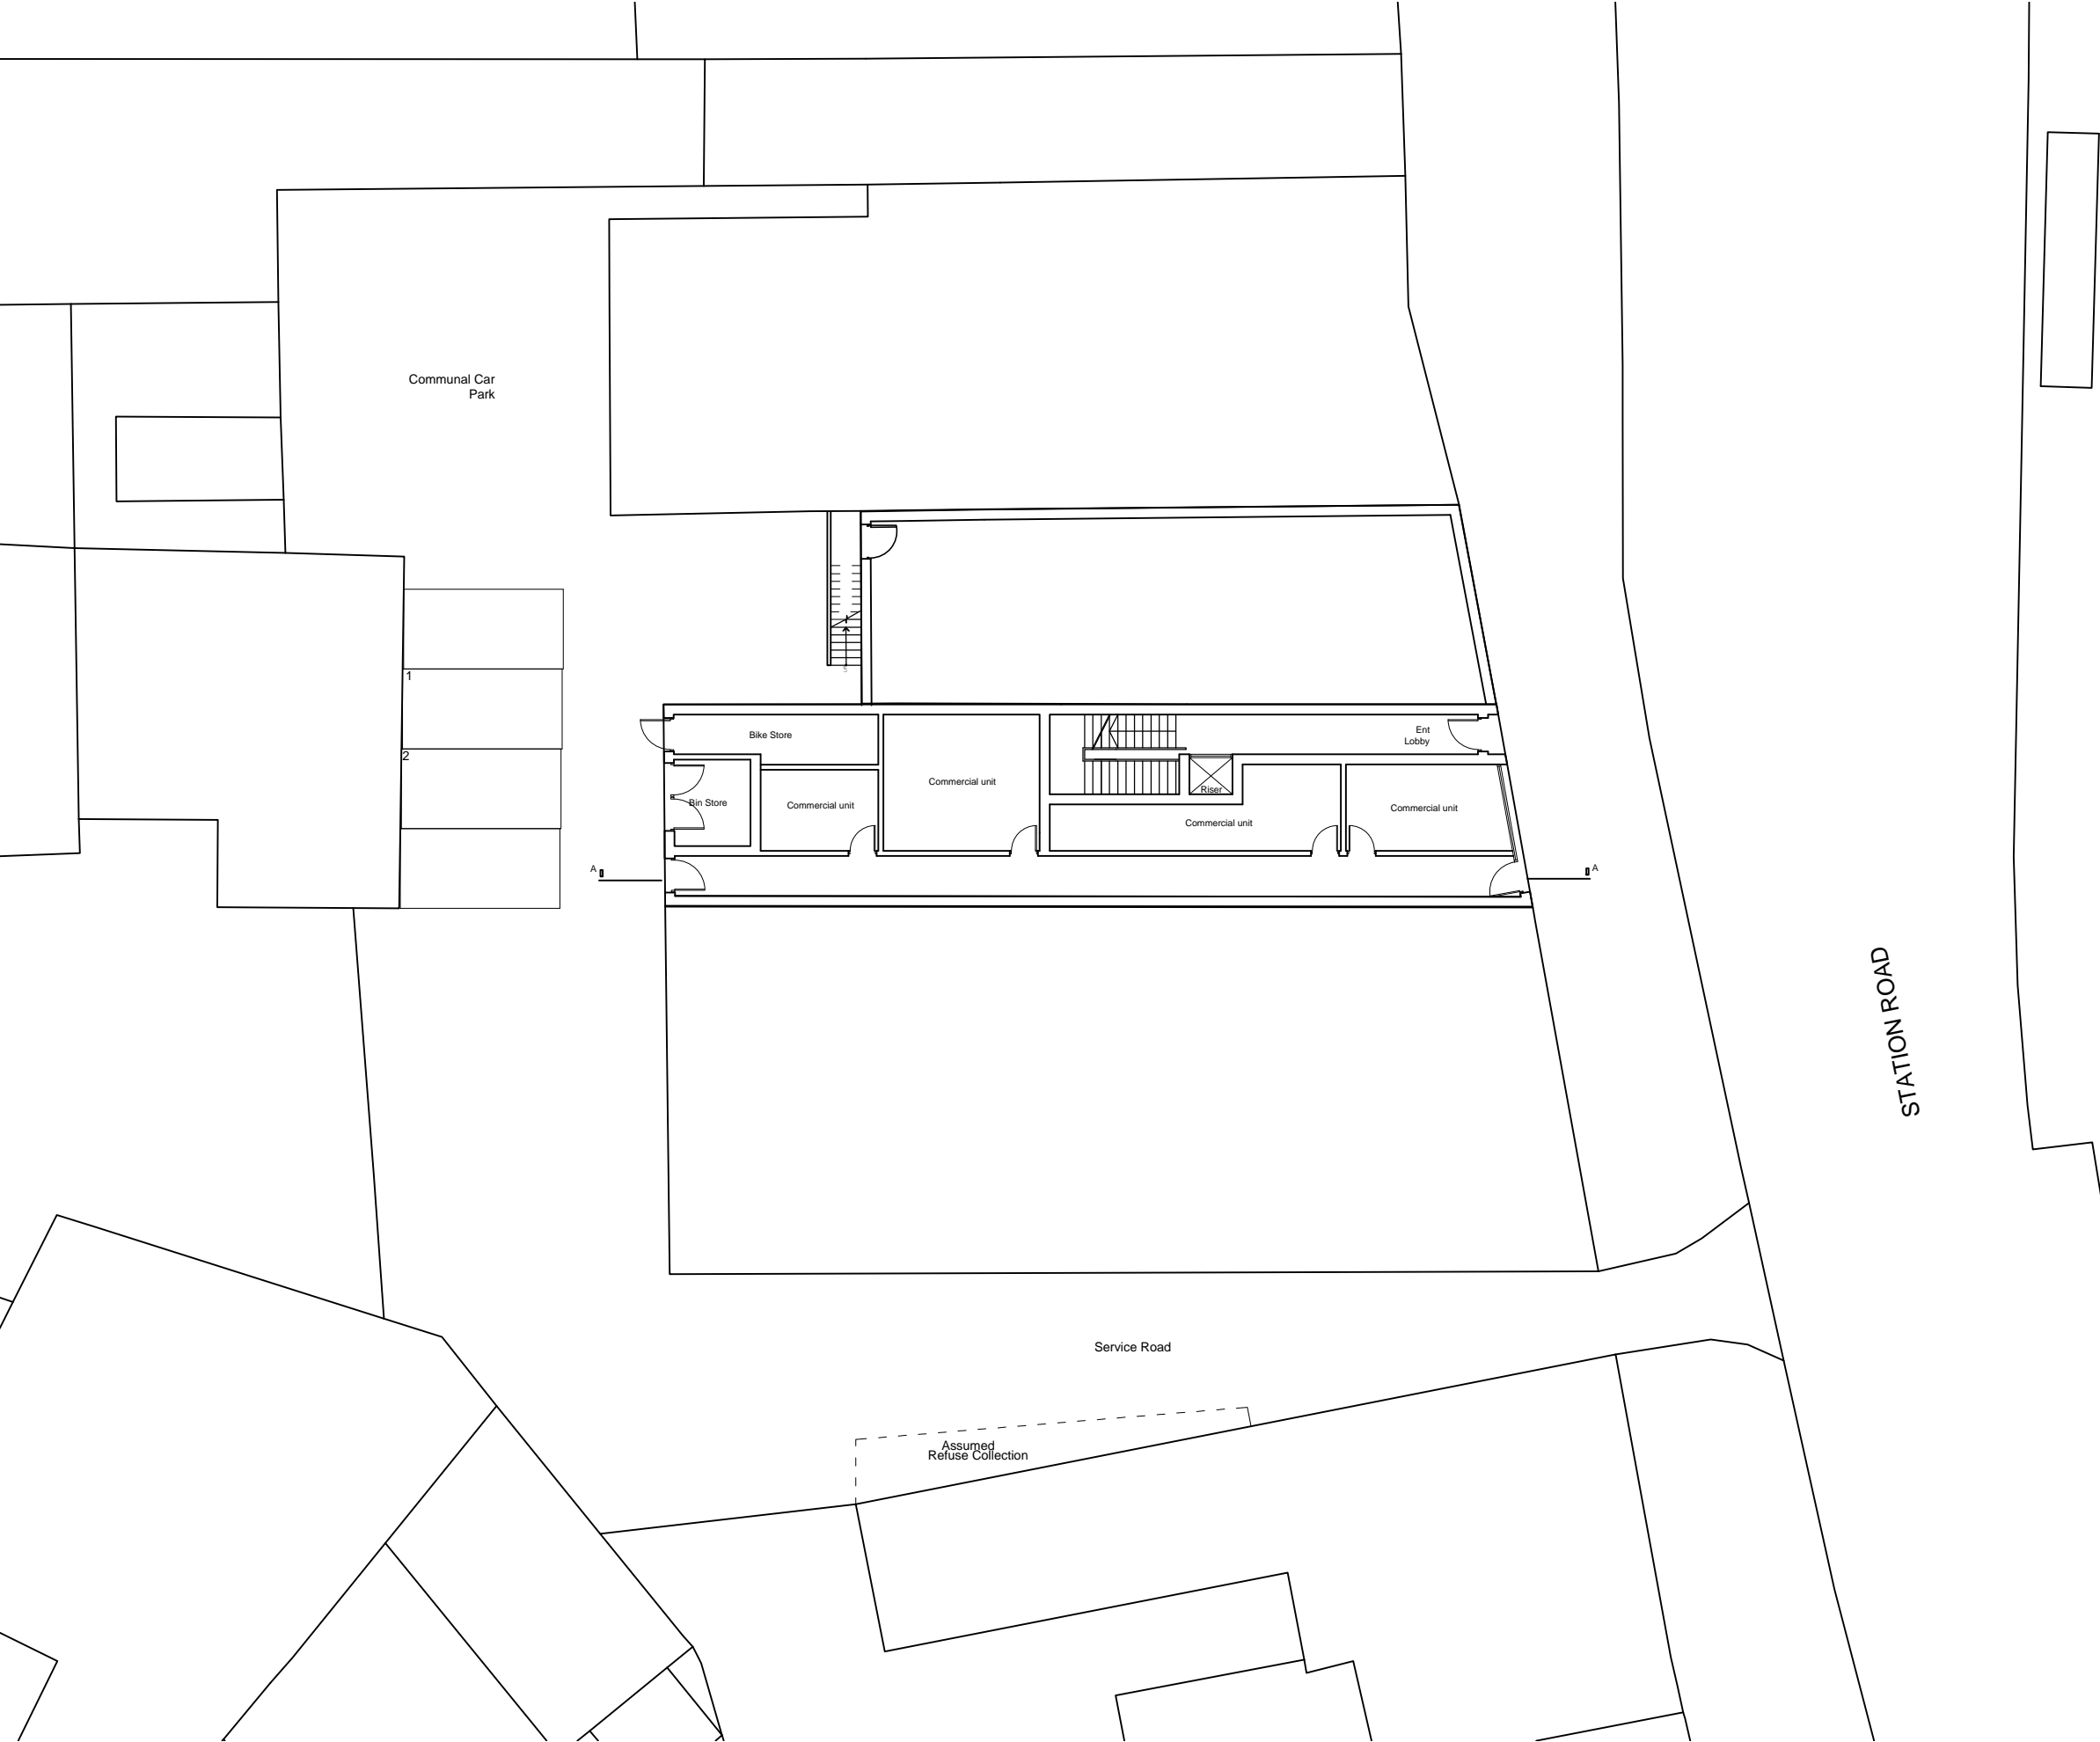 Communal Car
Park
1
2
Bike Store
Ent
Lobby
Commercial unit
Riser
Bin Store
Commercial unit
Commercial unit
Commercial unit
A
A
STATION ROAD
Service Road
Assumed
Refuse Collection